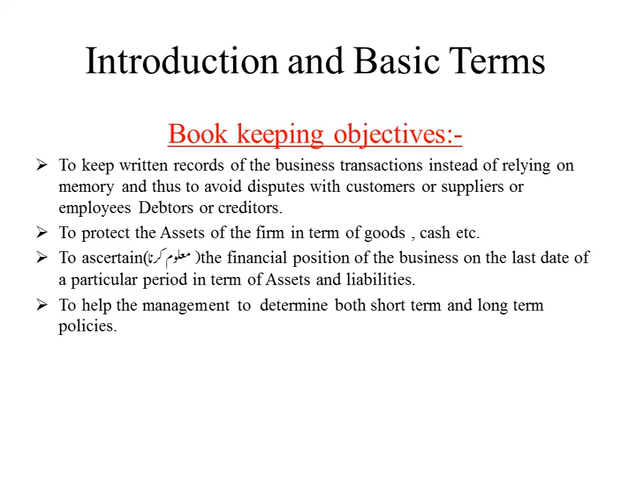 Introduction and Basic Terms
Book keeping objectives:-
➢ To keep written records of the business transactions instead of relying on
memory and thus to avoid disputes with customers or suppliers or
employees Debtors or creditors.
➢ To protect the Assets of the firm in term of goods , cash etc.
➢ To ascertain(معلوم کرنا )the financial position of the business on the last date of
a particular period in term of Assets and liabilities.
➢ To help the management to  determine both short term and long term
policies.